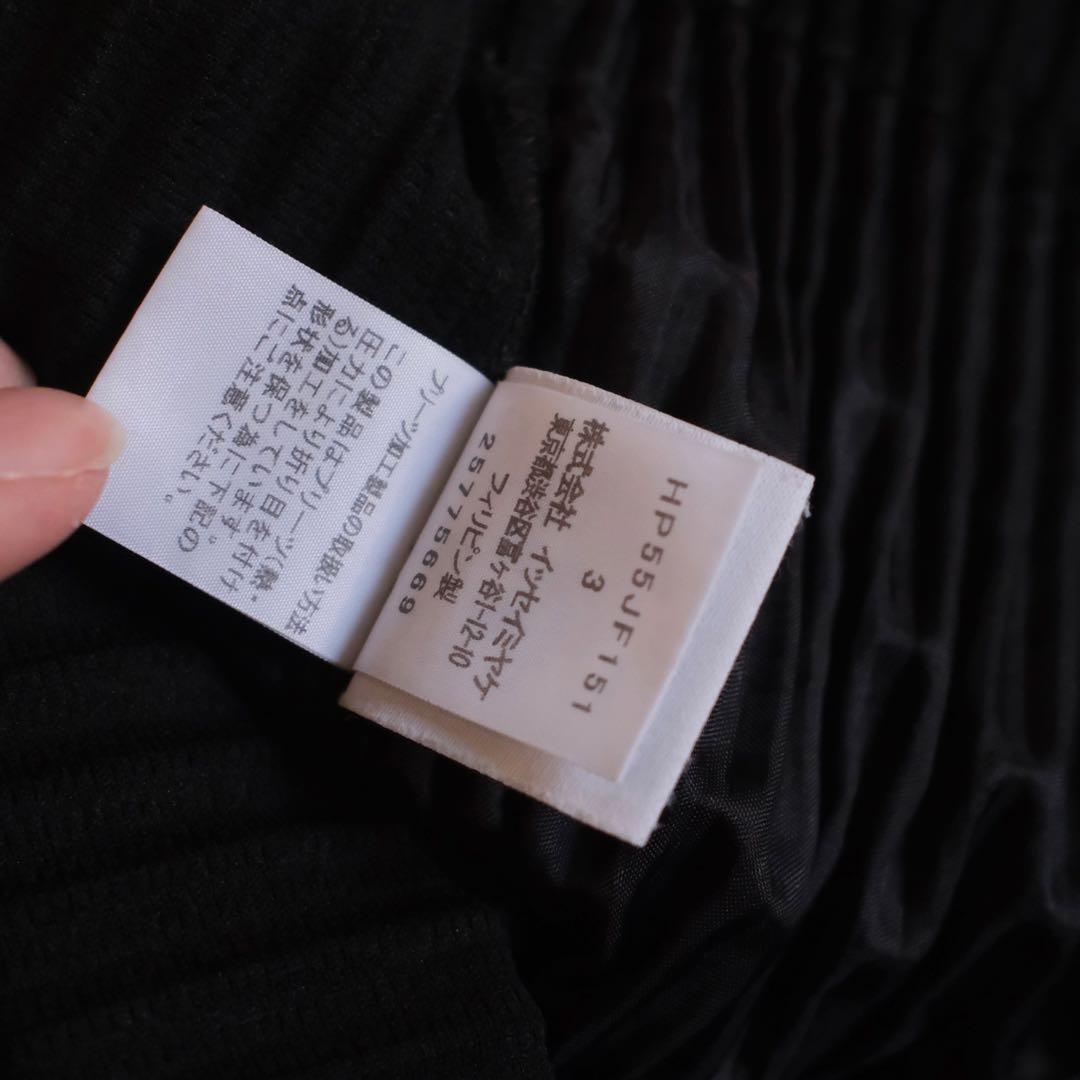 プリーツ加工製品の取扱い方法
この製品はプリーツ(熱・
圧力により折り目を付け
る)加工をしています。
形状を保つ為に下記の
点にご注意ください。
HP55JF151
3
株式会社 イッセイミヤケ
東京都渋谷区富ヶ谷1-12-10
フィリピン製
25775669